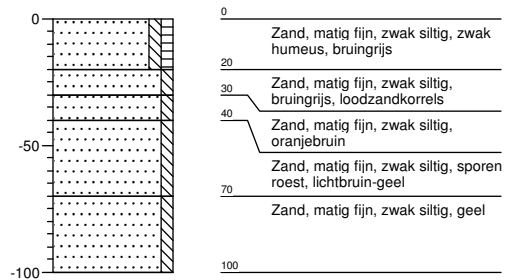 0
-50
-100
0
Zand, matig fijn, zwak siltig, zwak
humeus, bruingrijs
20
Zand, matig fijn, zwak siltig,
bruingrijs, loodzandkorrels
30
Zand, matig fijn, zwak siltig,
oranjebruin
40
Zand, matig fijn, zwak siltig, sporen
roest, lichtbruin-geel
70
Zand, matig fijn, zwak siltig, geel
100